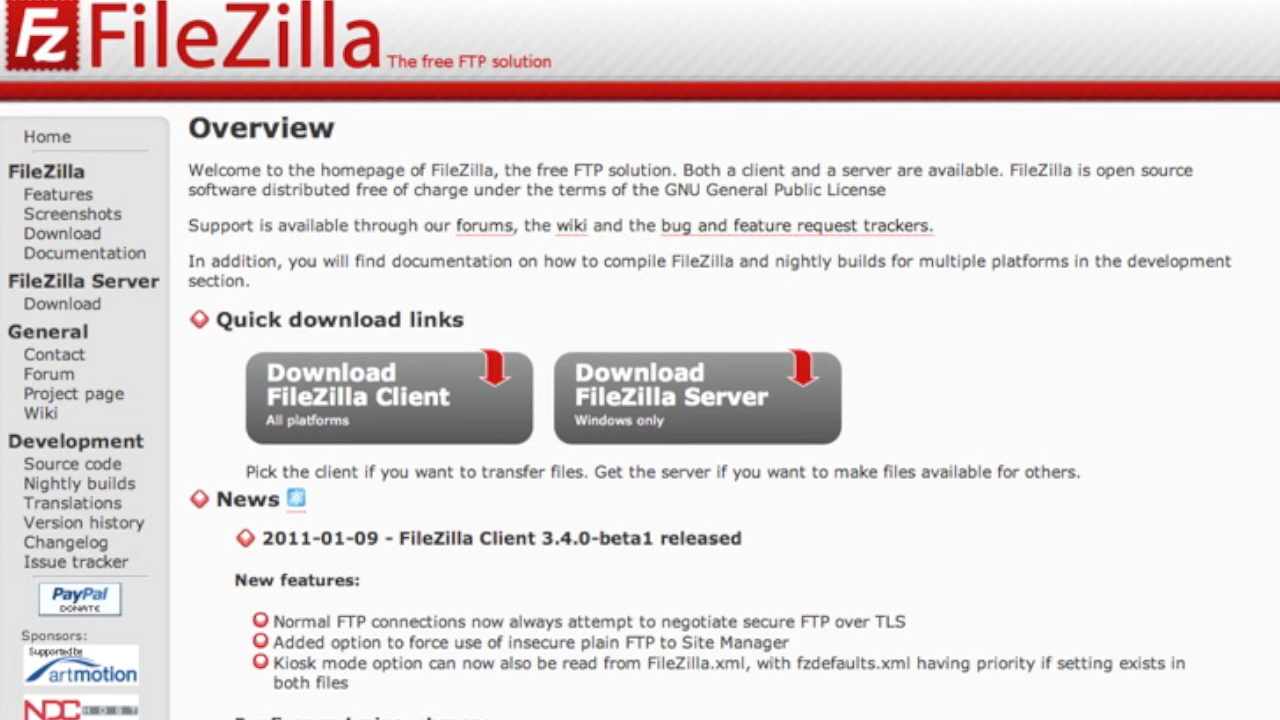 FZ FileZilla The free FTP solution
Home
FileZilla
Features
Screenshots
Download
Documentation
FileZilla Server
Download
General
Contact
Forum
Project page
Wiki
Development
Source code
Nightly builds
Translations
Version history
Changelog
Issue tracker
PayPal
DONATE
Sponsors:
Supported by
artmotion
NDC HOST
Overview
Welcome to the homepage of FileZilla, the free FTP solution. Both a client and a server are available. FileZilla is open source
software distributed free of charge under the terms of the GNU General Public License
Support is available through our forums, the wiki and the bug and feature request trackers.
In addition, you will find documentation on how to compile FileZilla and nightly builds for multiple platforms in the development
section.
Quick download links
Download
FileZilla Client
All platforms
Download
FileZilla Server
Windows only
Pick the client if you want to transfer files. Get the server if you want to make files available for others.
News
2011-01-09 - FileZilla Client 3.4.0-beta1 released
New features:
Normal FTP connections now always attempt to negotiate secure FTP over TLS
Added option to force use of insecure plain FTP to Site Manager
Kiosk mode option can now also be read from FileZilla.xml, with fzdefaults.xml having priority if setting exists in
both files